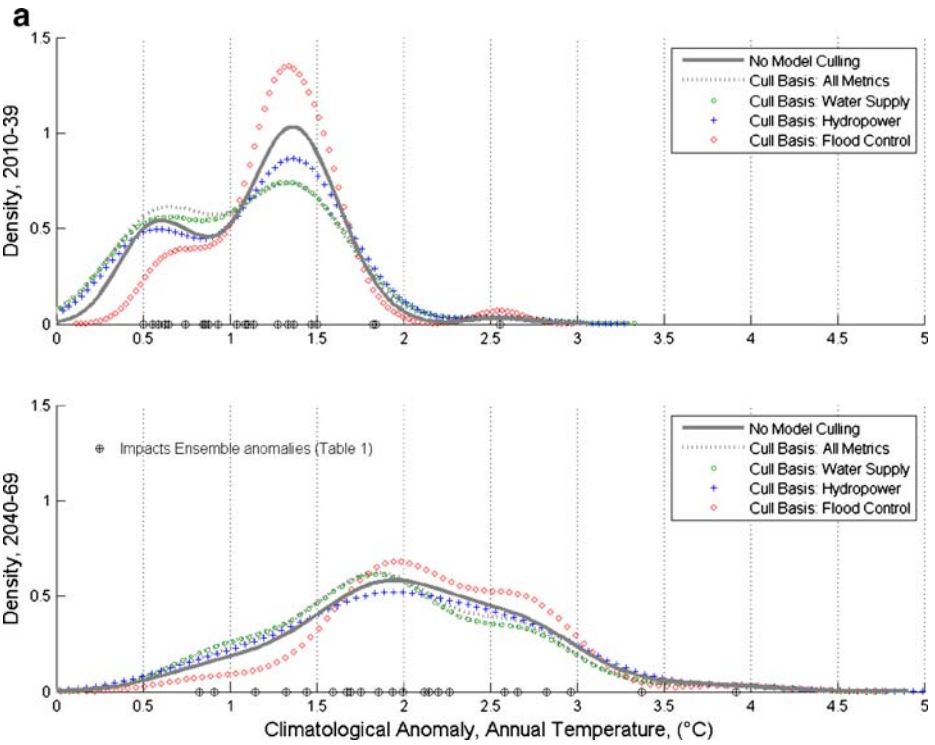 a
1.5
1
0.5
0
Density, 2010-39
No Model Culling
Cull Basis: All Metrics
Cull Basis: Water Supply
Cull Basis: Hydropower
Cull Basis: Flood Control
0 0.5 1 1.5 2 2.5 3 3.5 4 4.5 5
1.5
1
0.5
0
Density, 2040-69
Impacts Ensemble anomalies (Table 1)
No Model Culling
Cull Basis: All Metrics
Cull Basis: Water Supply
Cull Basis: Hydropower
Cull Basis: Flood Control
0 0.5 1 1.5 2 2.5 3 3.5 4 4.5 5
Climatological Anomaly, Annual Temperature, (°C)